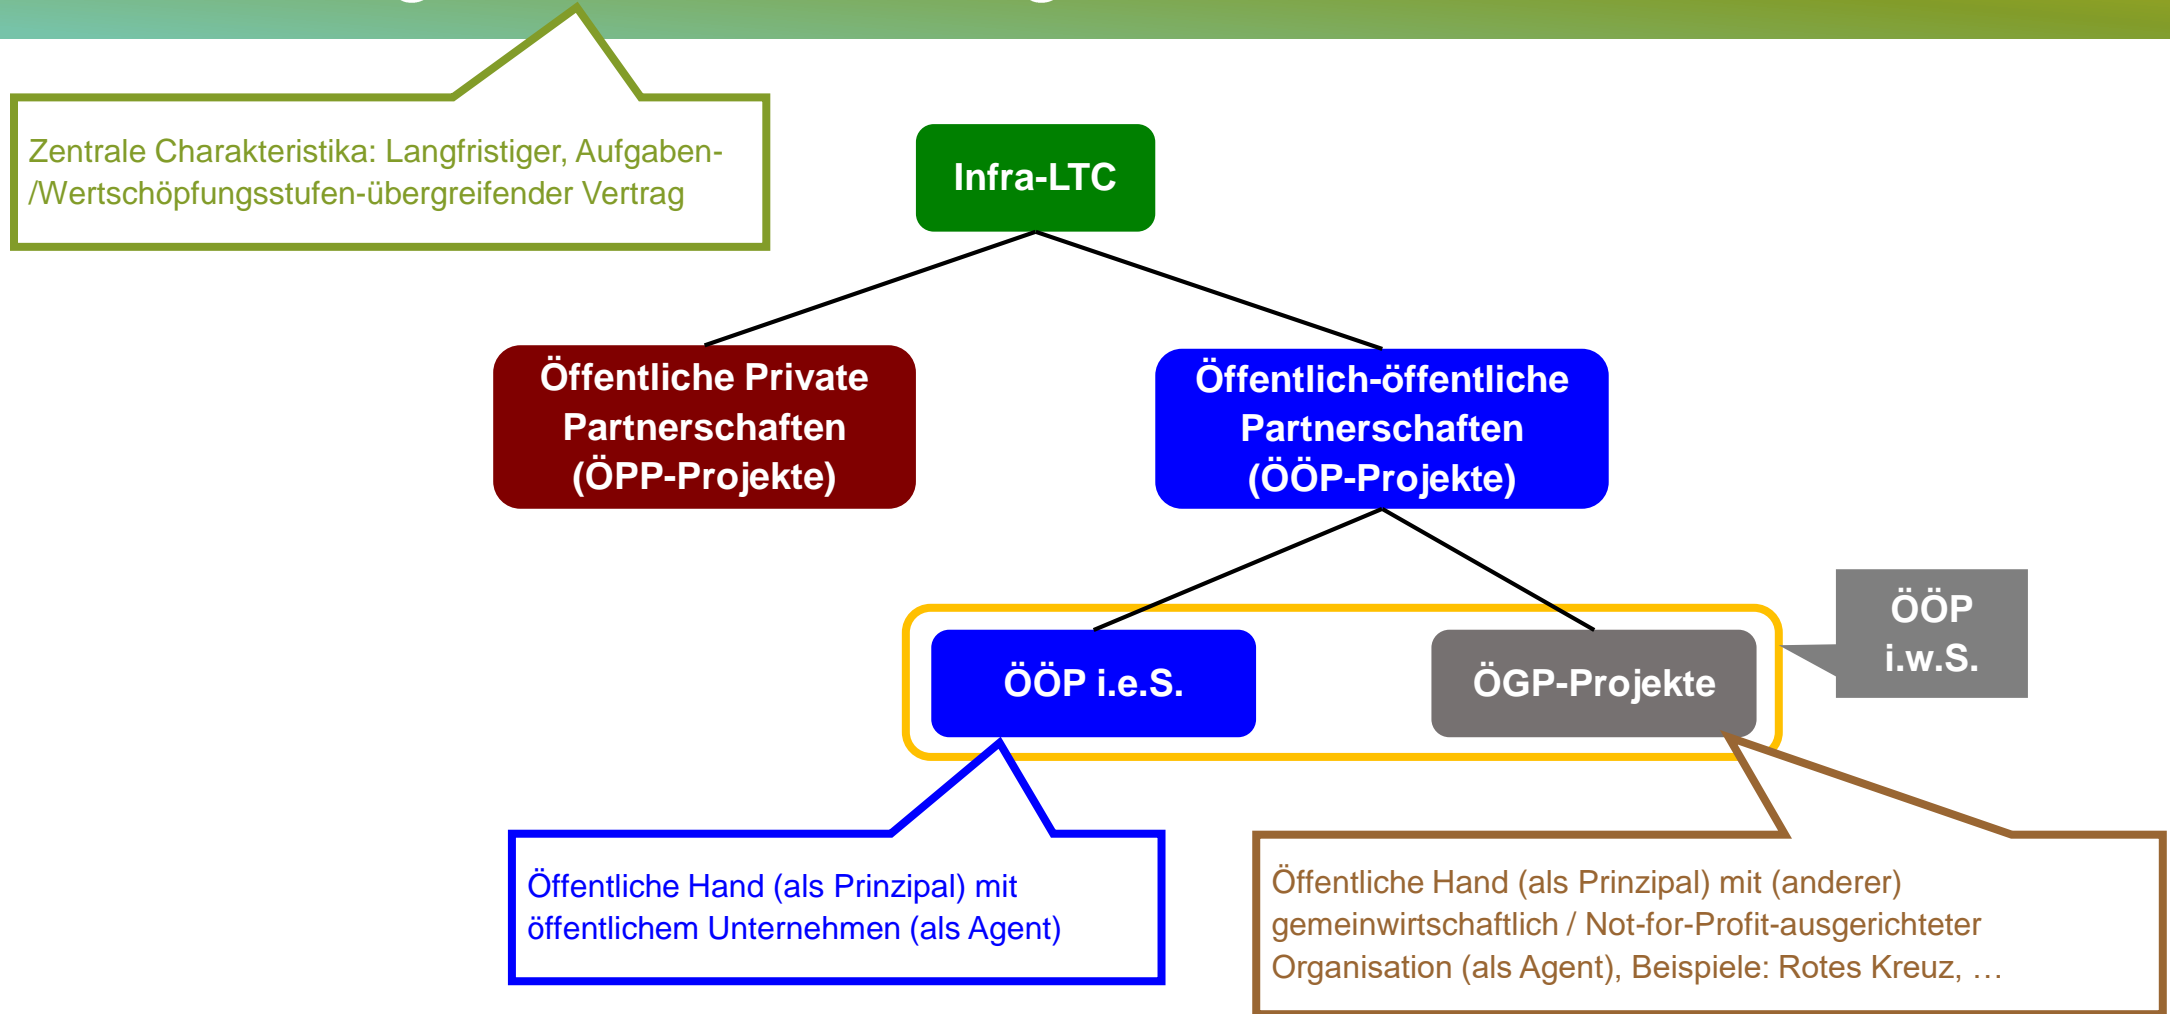 Zentrale Charakteristika: Langfristiger, Aufgaben-
/Wertschöpfungsstufen-übergreifender Vertrag
Infra-LTC
Öffentliche Private
Partnerschaften
(ÖPP-Projekte)
Öffentlich-öffentliche
Partnerschaften
(ÖÖP-Projekte)
ÖÖP
i.w.S.
ÖÖP i.e.S.
ÖGP-Projekte
Öffentliche Hand (als Prinzipal) mit
öffentlichem Unternehmen (als Agent)
Öffentliche Hand (als Prinzipal) mit (anderer)
gemeinwirtschaftlich / Not-for-Profit-ausgerichteter
Organisation (als Agent), Beispiele: Rotes Kreuz, …